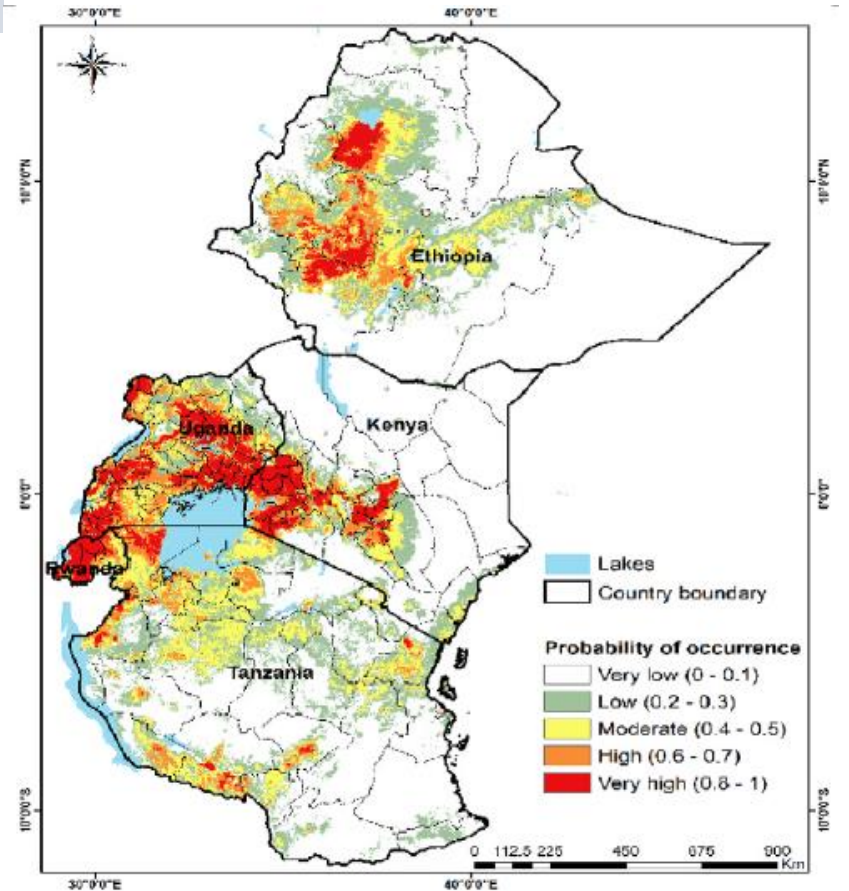 30°0'0"E 40°0'0"E
10°0'0"N 10°0'0"N
Ethiopia
Kenya
Uganda
0°0'0" 0°0'0"
Rwanda
Lakes
Country boundary
Probability of occurrence
Very low (0 - 0.1)
Low (0.2 - 0.3)
Moderate (0.4 - 0.5)
High (0.6 - 0.7)
Very high (0.8 - 1)
Tanzania
10°0'0"S 10°0'0"S
0 112.5 225 450 675 900
Km
30°0'0"E 40°0'0"E